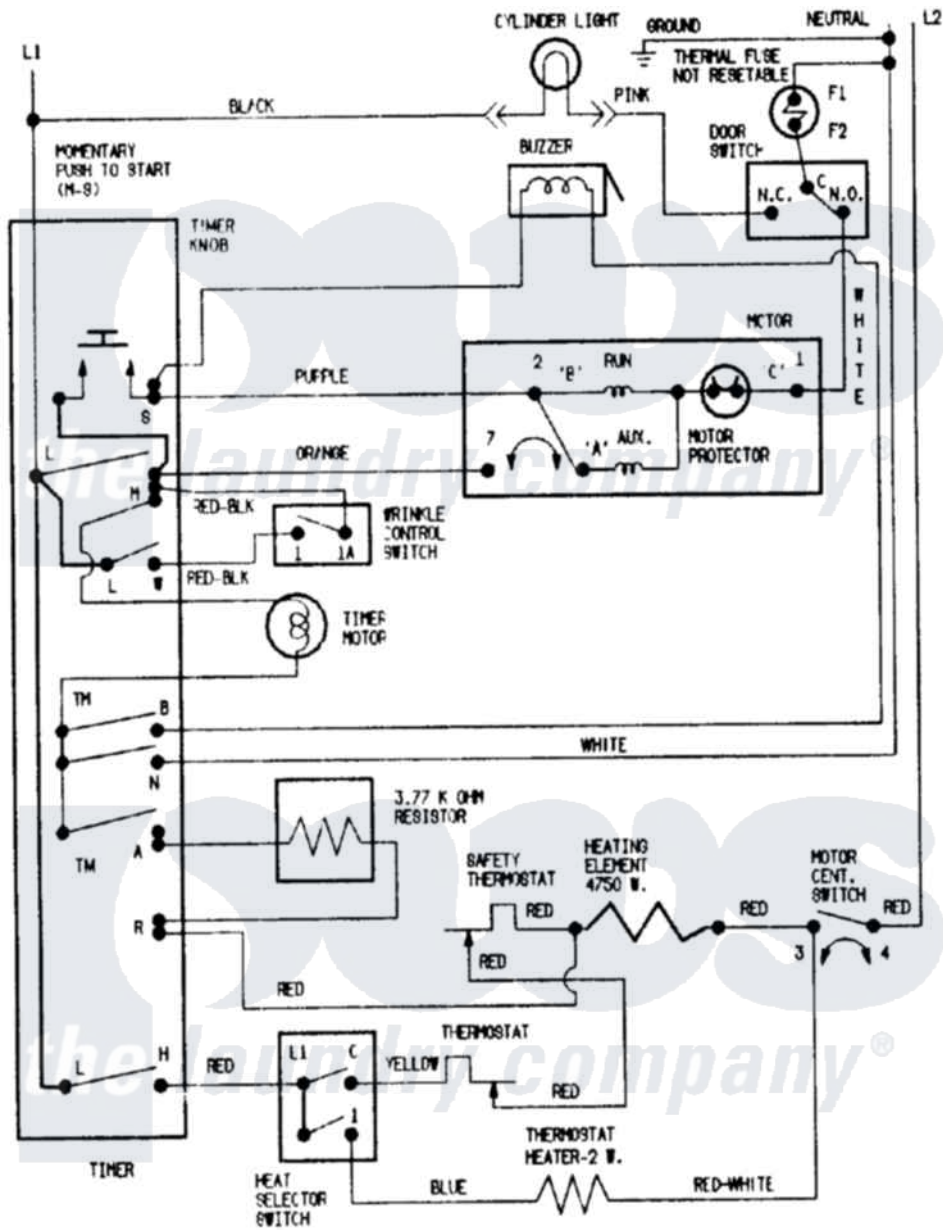 CYLINDER LIGHT
GROUND
NEUTRAL
L2
L1
THERMAL FUSE
NOT RESETABLE
F1
F2
BLACK
PINK
DOOR
SWITCH
BUZZER
MOMENTARY
PUSH TO START
(M-S)
N.C.
C
N.O.
TIMER
KNOB
WHITE
MOTOR
2
'B'
RUN
'C'
1
PURPLE
S
7
'A'
AUX.
MOTOR
PROTECTOR
L
ORANGE
M
RED-BLK
WRINKLE
CONTROL
SWITCH
1
1A
L
W
RED-BLK
TIMER
MOTOR
TM
B
WHITE
N
3.77 K OHM
RESISTOR
TM
A
SAFETY
THERMOSTAT
HEATING
ELEMENT
4750 W.
MOTOR
CENT.
SWITCH
RED
RED
RED
R
3
4
RED
RED
THERMOSTAT
L
H
RED
L1
C
YELLOW
RED
1
THERMOSTAT
HEATER-2 W.
TIMER
HEAT
SELECTOR
SWITCH
BLUE
RED-WHITE
the laundry company®
the laundry company®